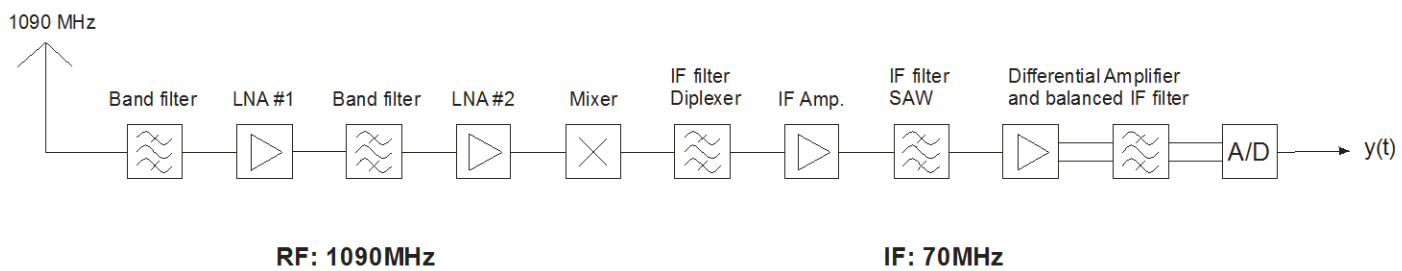 1090 MHz
Band filter
LNA #1
Band filter
LNA #2
Mixer
IF filter
Diplexer
IF Amp.
IF filter
SAW
Differential Amplifier
and balanced IF filter
A/D
y(t)
RF: 1090MHz
IF: 70MHz